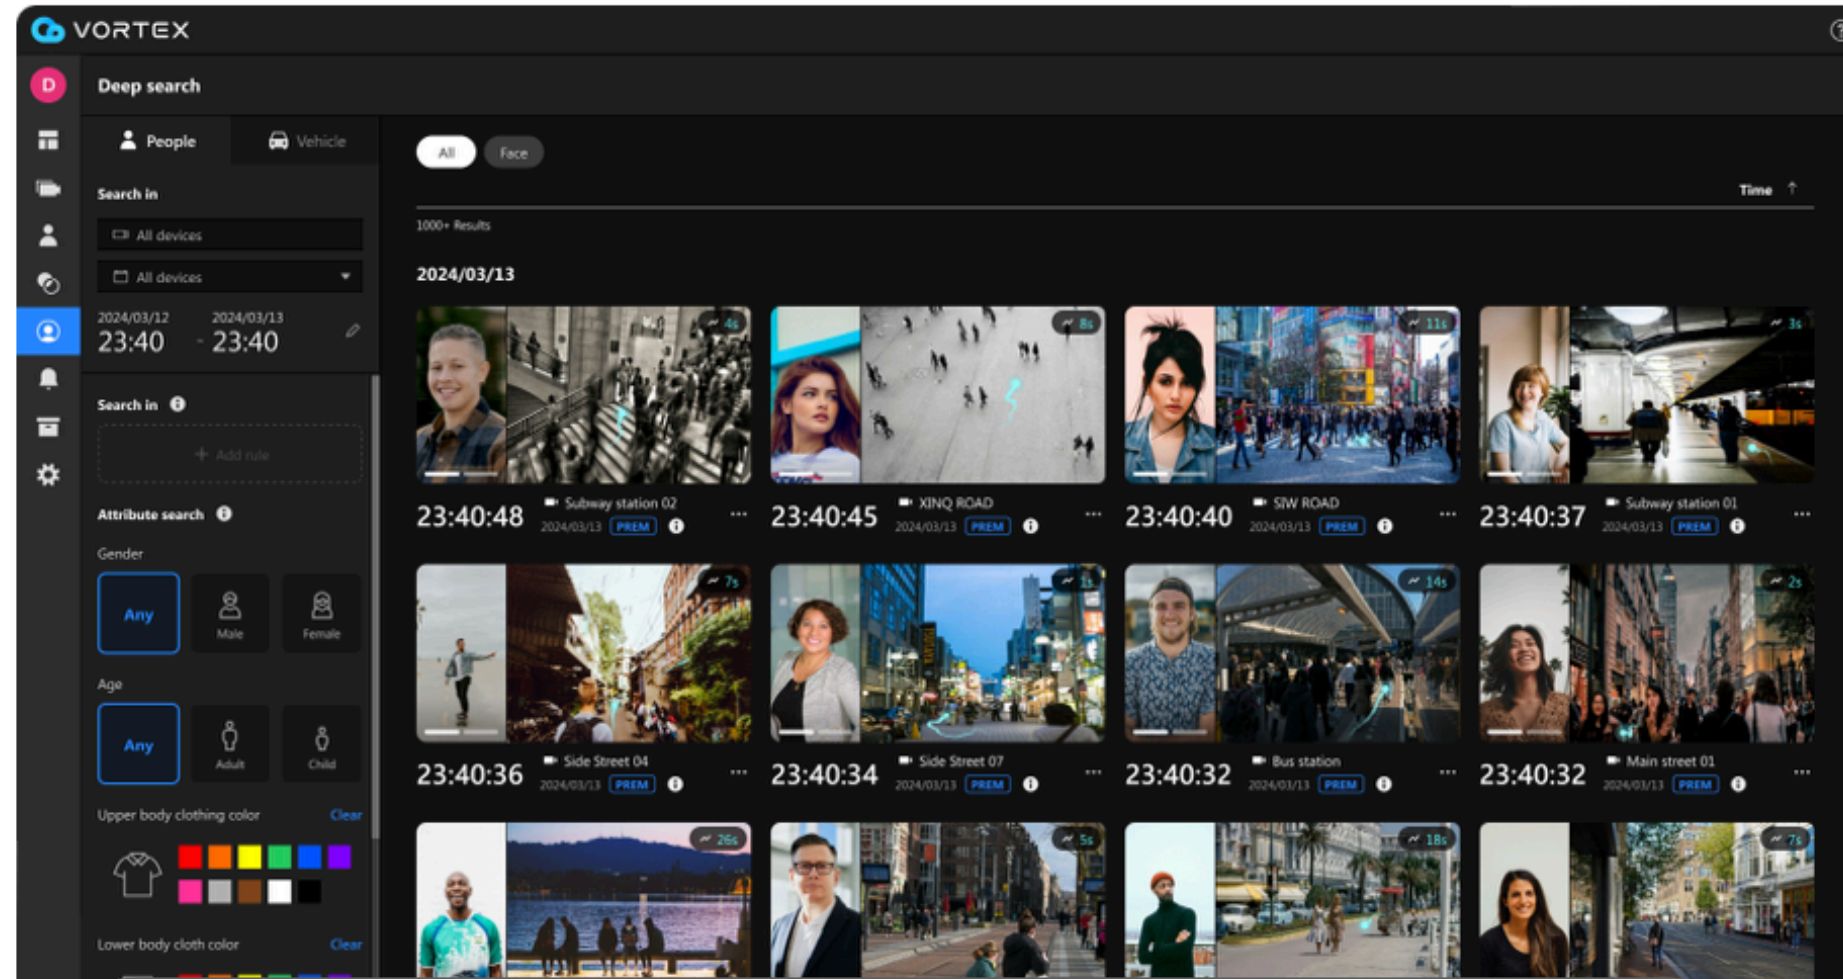 VORTEX
D
Deep search
People
Vehicle
Search in
All devices
All devices
2024/03/12
2024/03/13
23:40
- 23:40
Search in
+ Add rule
Attribute search
Gender
Any
Male
Female
Age
Any
Adult
Child
Upper body clothing color
Clear
Lower body cloth color
Clear
All
Face
Time ↑
1000+ Results
2024/03/13
4s
8s
11s
3s
23:40:48
Subway station 02
2024/03/13 PREM
23:40:45
XINQ ROAD
2024/03/13 PREM
23:40:40
SIW ROAD
2024/03/13 PREM
23:40:37
Subway station 01
2024/03/13 PREM
7s
1s
14s
2s
23:40:36
Side Street 04
2024/03/13 PREM
23:40:34
Side Street 07
2024/03/13 PREM
23:40:32
Bus station
2024/03/13 PREM
23:40:32
Main street 01
2024/03/13 PREM
26s
5s
18s
7s